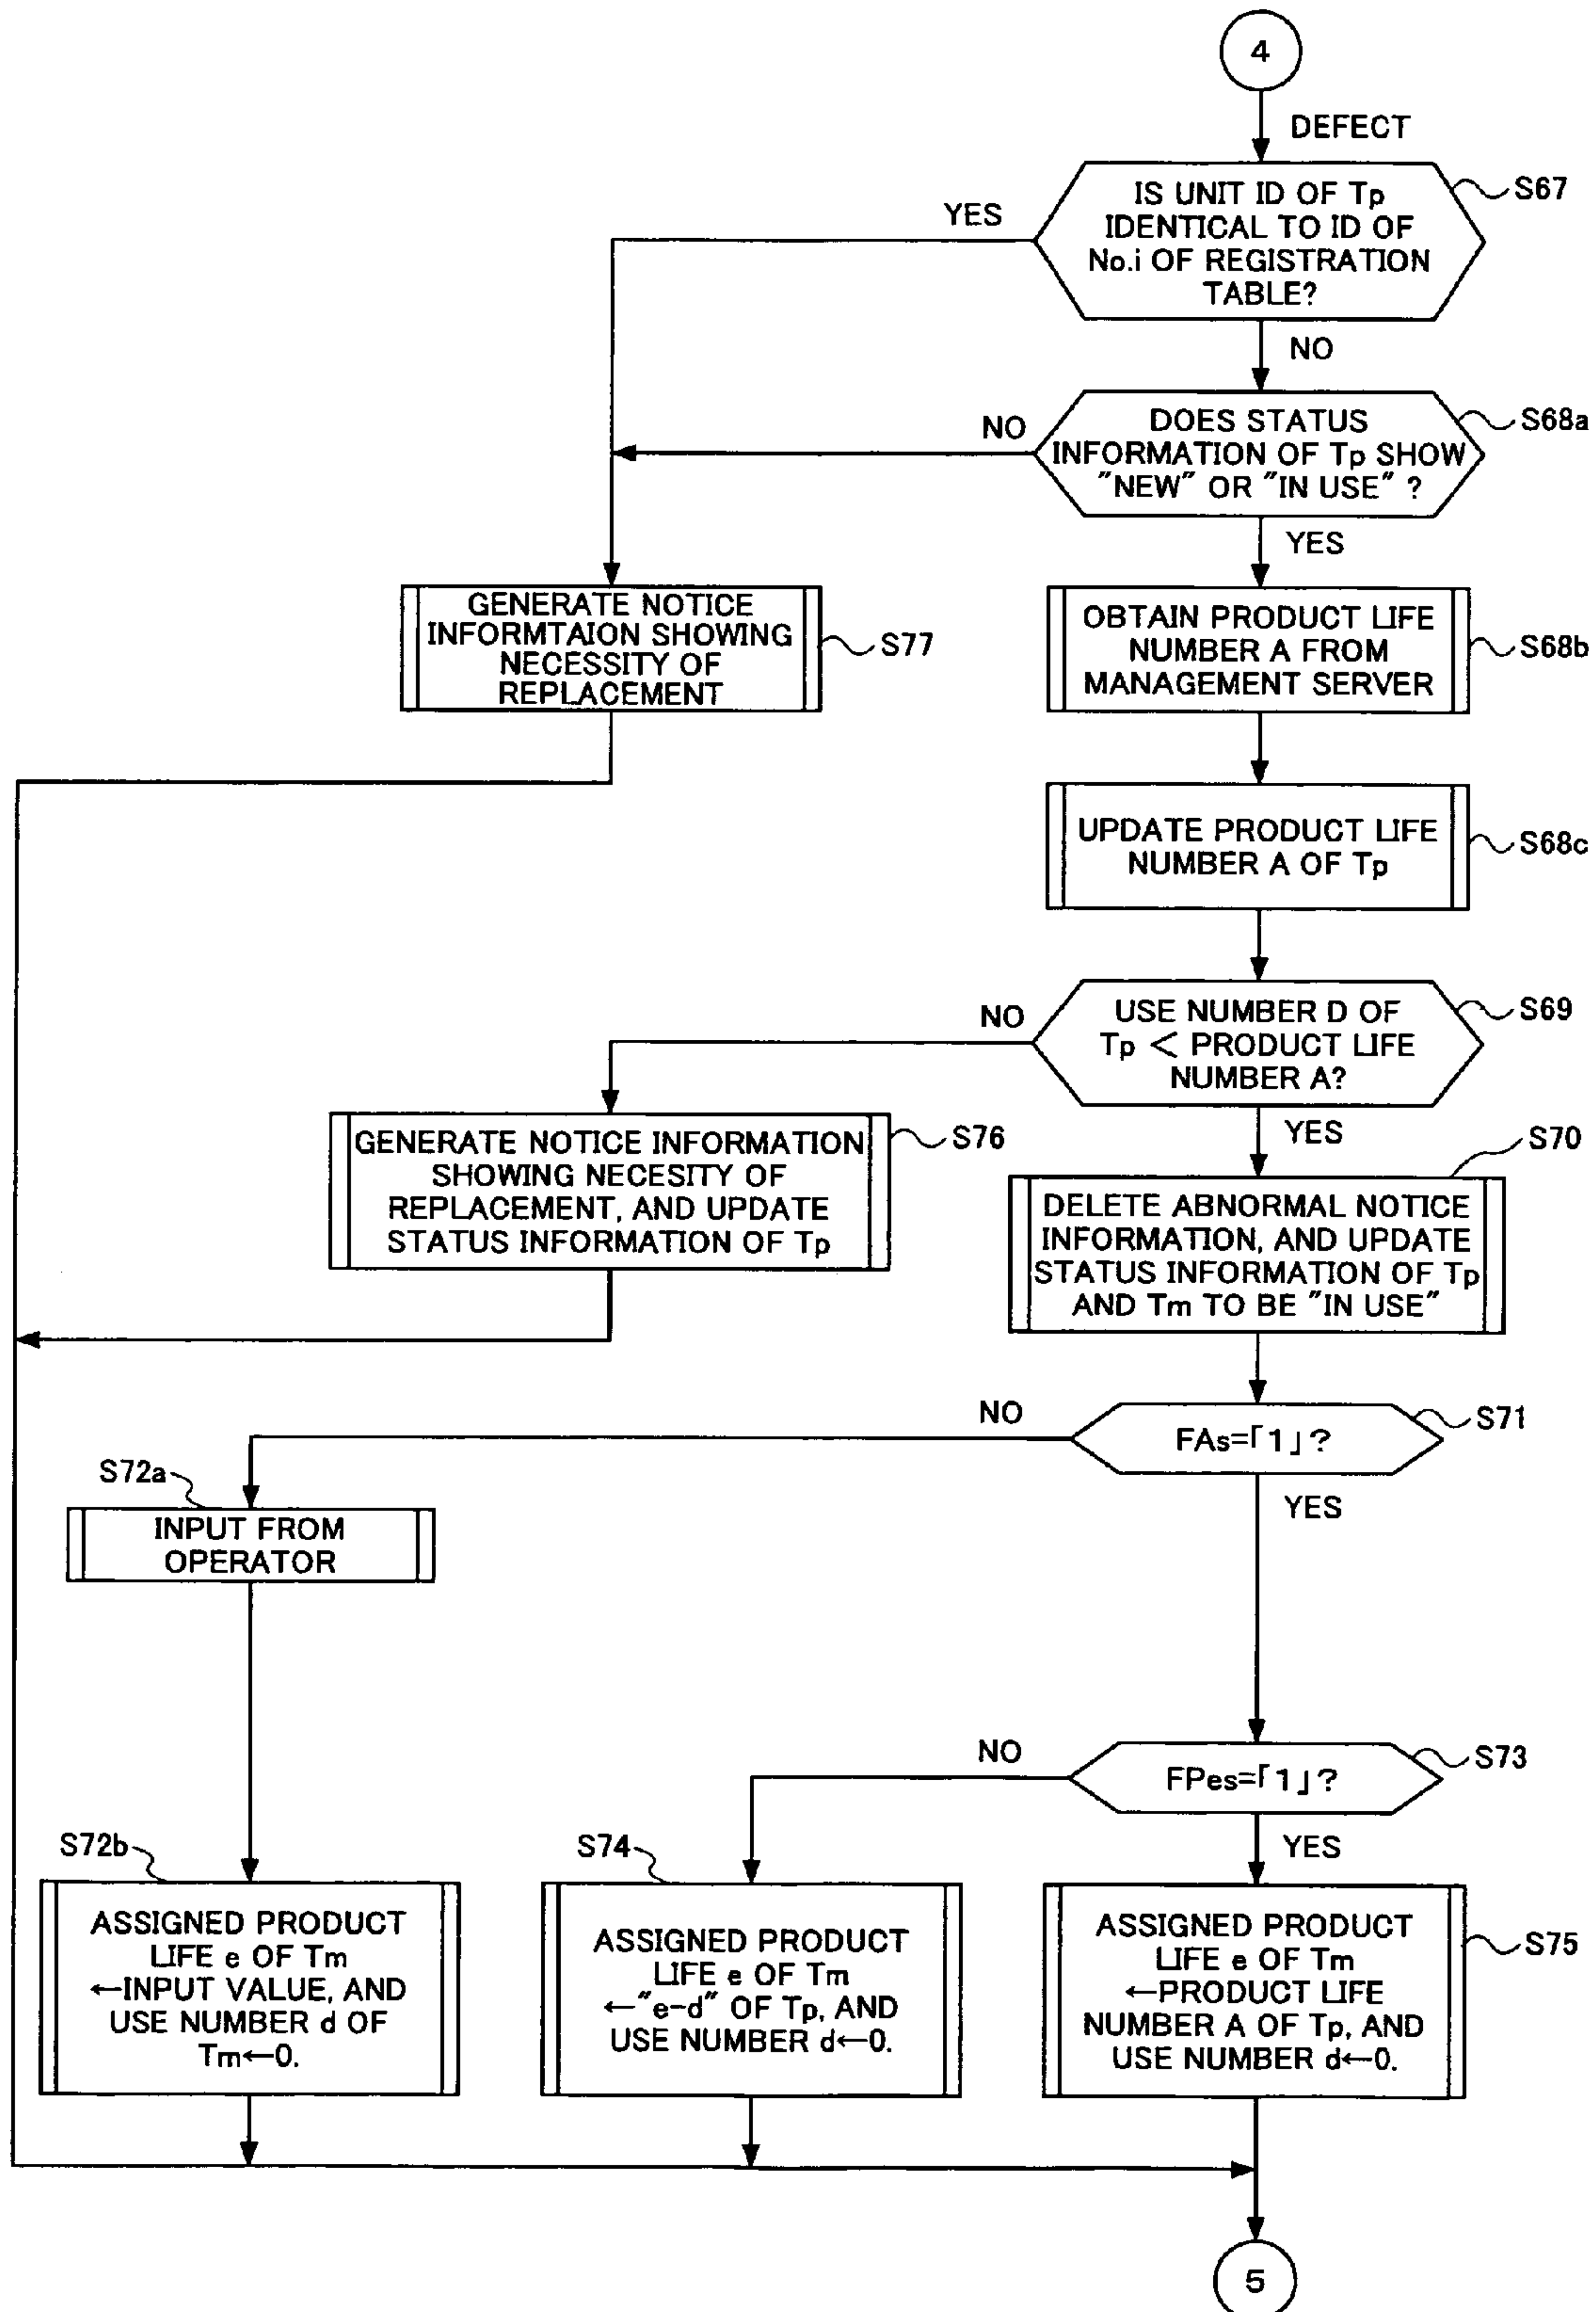 4
DEFECT
IS UNIT ID OF Tp
IDENTICAL TO ID OF
No.i OF REGISTRATION
TABLE?
S67
YES
NO
DOES STATUS
INFORMATION OF Tp SHOW
"NEW" OR "IN USE" ?
S68a
NO
YES
GENERATE NOTICE
INFORMTAION SHOWING
NECESSITY OF
REPLACEMENT
S77
OBTAIN PRODUCT LIFE
NUMBER A FROM
MANAGEMENT SERVER
S68b
UPDATE PRODUCT LIFE
NUMBER A OF Tp
S68c
USE NUMBER D OF
Tp < PRODUCT LIFE
NUMBER A?
S69
NO
YES
GENERATE NOTICE INFORMATION
SHOWING NECESITY OF
REPLACEMENT, AND UPDATE
STATUS INFORMATION OF Tp
S76
S70
DELETE ABNORMAL NOTICE
INFORMATION, AND UPDATE
STATUS INFORMATION OF Tp
AND Tm TO BE "IN USE"
NO
FAs=「1」?
S71
YES
S72a
INPUT FROM
OPERATOR
NO
FPes=「1」?
S73
YES
S72b
ASSIGNED PRODUCT
LIFE e OF Tm
←INPUT VALUE, AND
USE NUMBER d OF
Tm←0.
S74
ASSIGNED PRODUCT
LIFE e OF Tm
←"e-d" OF Tp, AND
USE NUMBER d←0.
ASSIGNED PRODUCT
LIFE e OF Tm
←PRODUCT LIFE
NUMBER A OF Tp, AND
USE NUMBER d←0.
S75
5